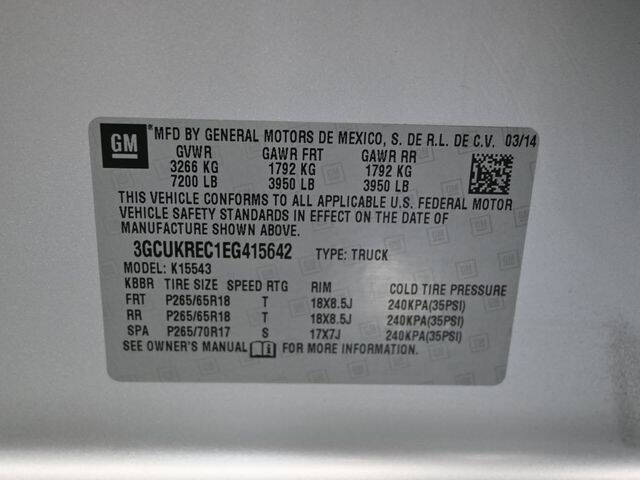 GM
MFD BY GENERAL MOTORS DE MEXICO, S. DE R.L. DE C.V. 03/14
GVWR GAWR FRT GAWR RR
3266 KG 1792 KG 1792 KG
7200 LB 3950 LB 3950 LB
THIS VEHICLE CONFORMS TO ALL APPLICABLE U.S. FEDERAL MOTOR
VEHICLE SAFETY STANDARDS IN EFFECT ON THE DATE OF
MANUFACTURE SHOWN ABOVE.
3GCUKREC1EG415642 TYPE: TRUCK
MODEL: K15543
KBBR TIRE SIZE SPEED RTG RIM COLD TIRE PRESSURE
FRT P265/65R18 T 18X8.5J 240KPA(35PSI)
RR P265/65R18 T 18X8.5J 240KPA(35PSI)
SPA P265/70R17 S 17X7J 240KPA(35PSI)
SEE OWNER'S MANUAL FOR MORE INFORMATION.